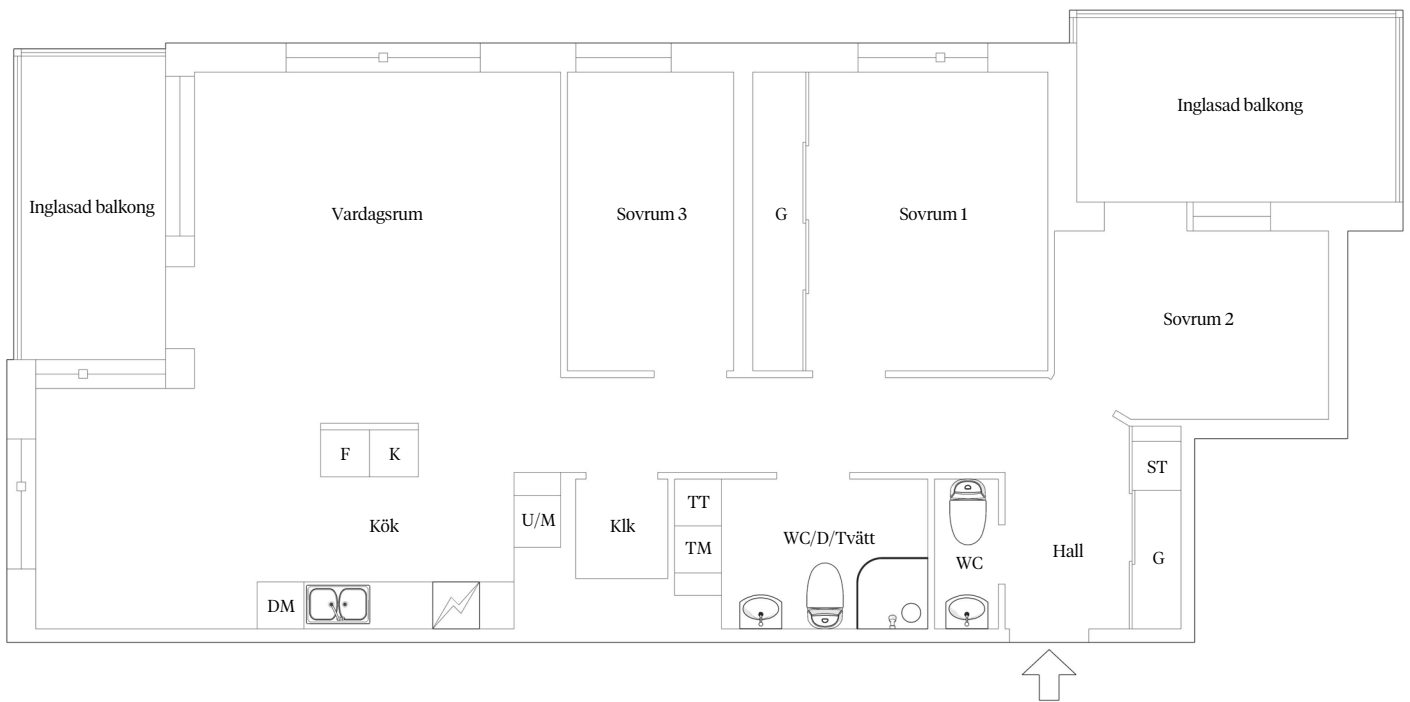 Inglasad balkong
Inglasad balkong
Vardagsrum
Sovrum 3
G
Sovrum 1
Sovrum 2
F
K
ST
TT
U/M
Klk
Kök
WC/D/Tvätt
TM
Hall
WC
G
DM